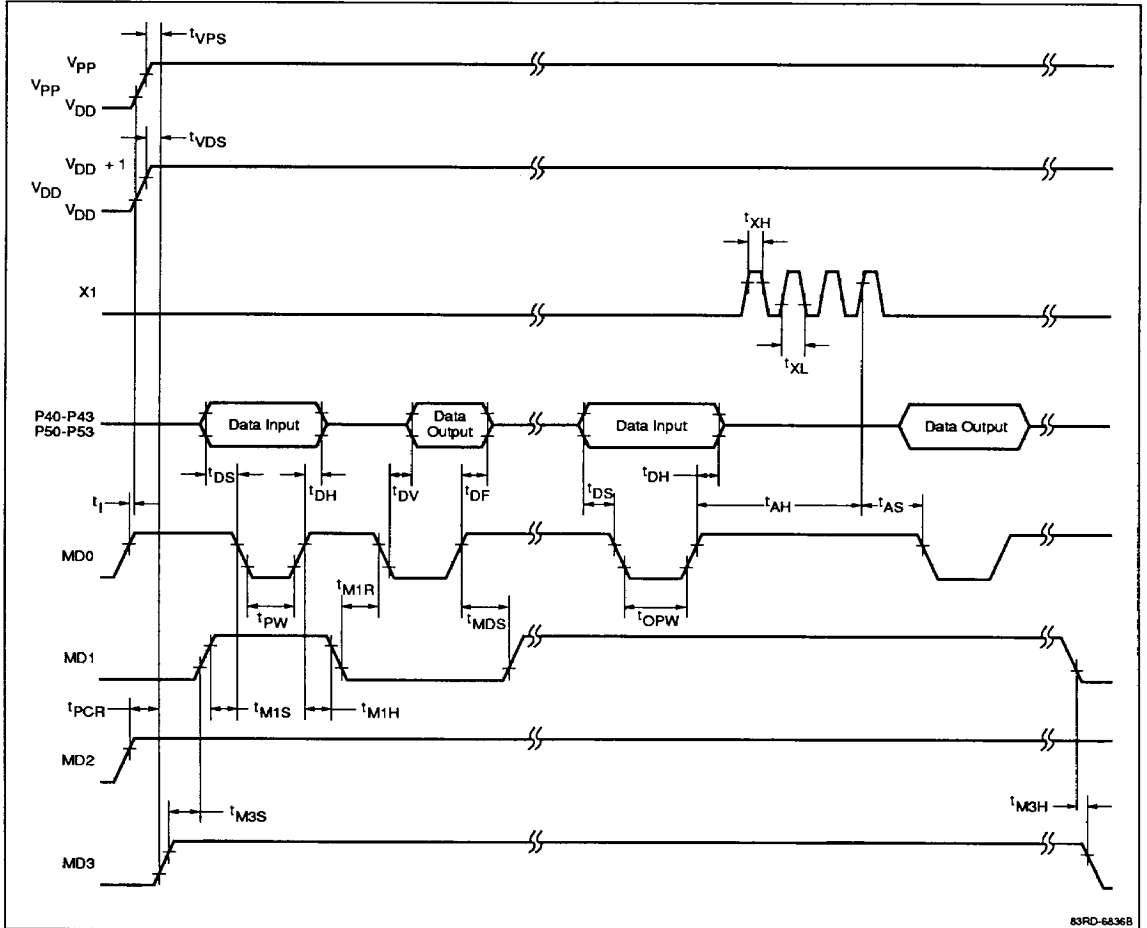 tVPS
VPP
VPP
VDD
tVDS
VDD + 1
VDD
VDD
tXH
X1
tXL
P40-P43
P50-P53
Data Input
Data Output
Data Input
Data Output
tDS
tDH
tDV
tDF
tDS
tDH
tI
tAH
tAS
MD0
tM1R
tPW
tMDS
tOPW
MD1
tPCR
tM1S
tM1H
MD2
tM3S
tM3H
MD3
83RD-6836B